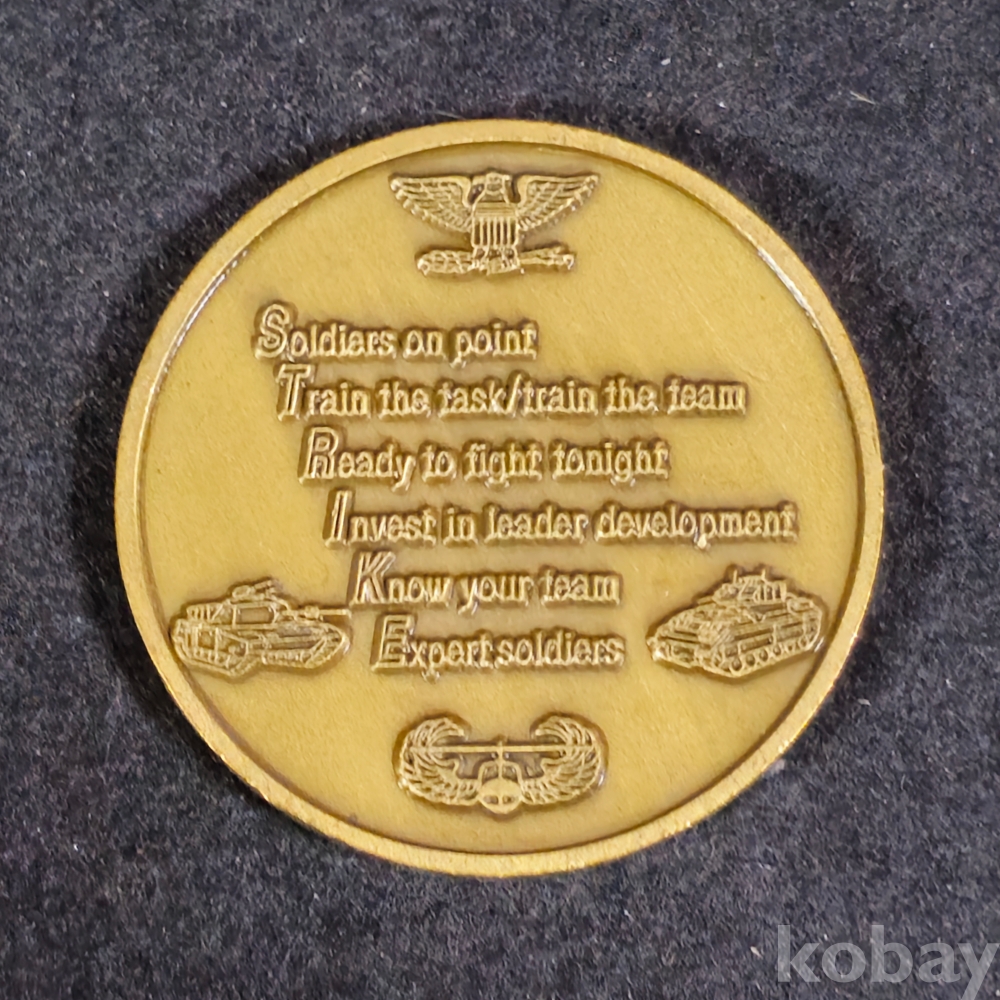 Soldiers on point
Train the task/train the team
Ready to fight tonight
Invest in leader development
Know your team
Expert soldiers
kobay